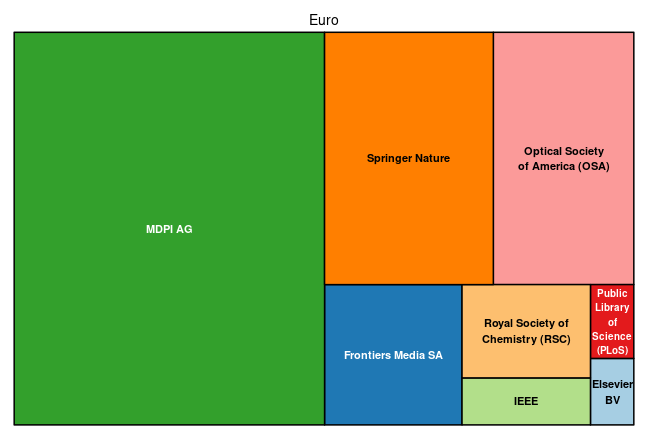 Euro
MDPI AG
Springer Nature
Optical Society
of America (OSA)
Frontiers Media SA
Royal Society of
Chemistry (RSC)
IEEE
Public
Library
of
Science
(PLoS)
Elsevier
BV